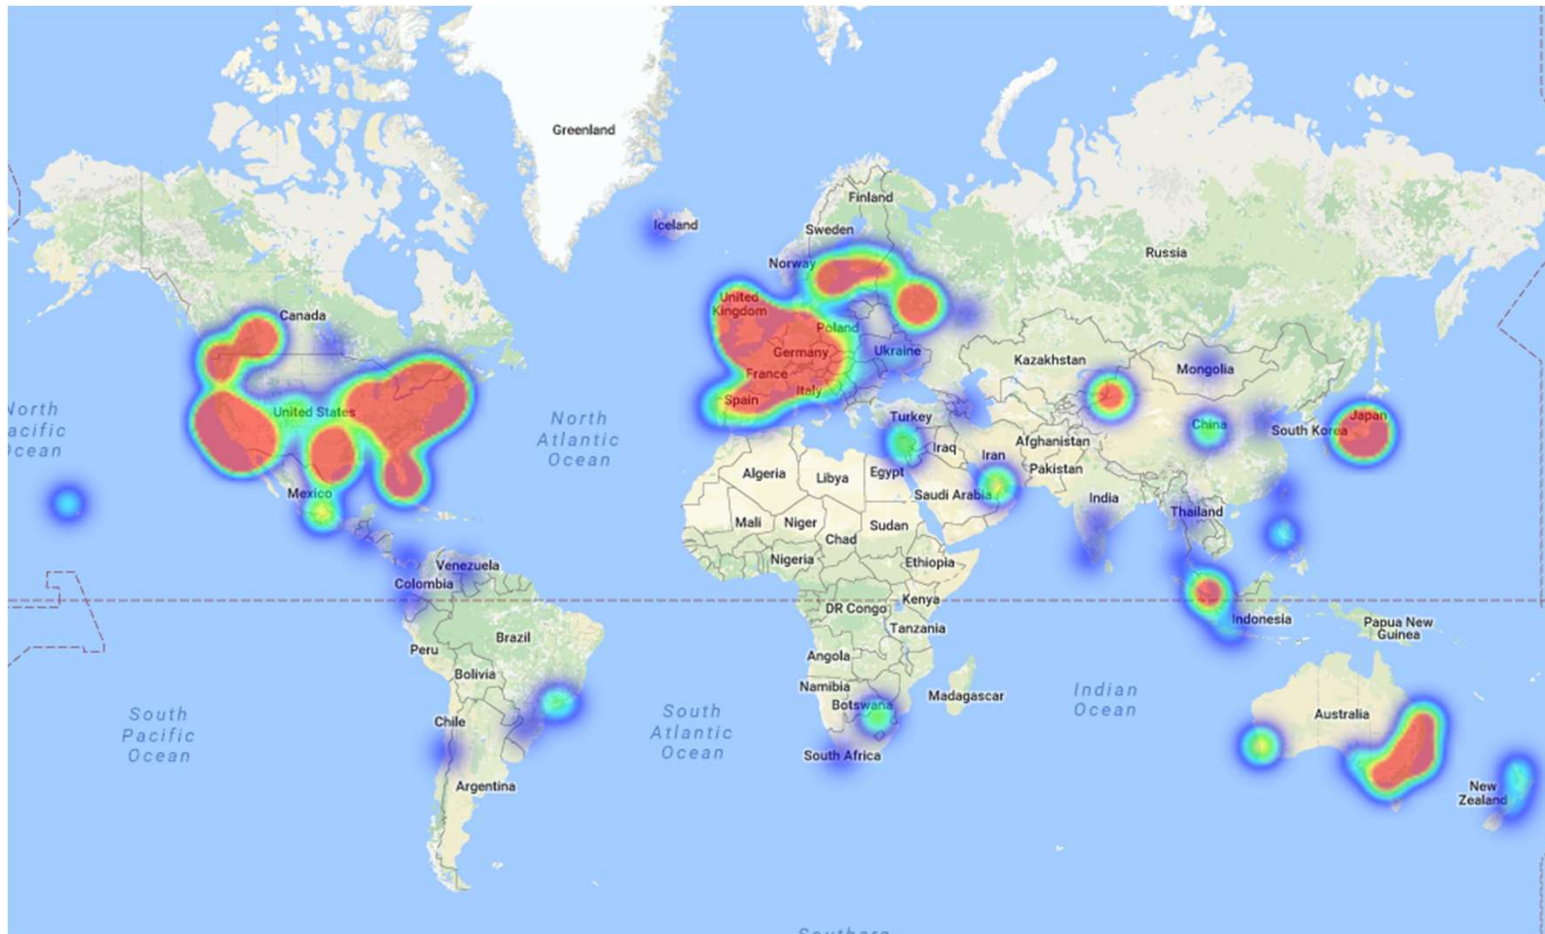 Greenland
Finland
Iceland
Sweden
Russia
Norway
United
Kingdom
Canada
Poland
Ukraine
Germany
Kazakhstan
Mongolia
France
Italy
Spain
United States
North
Atlantic
Ocean
North
acific
cean
Turkey
China
Japan
South Korea
Iraq
Iran
Afghanistan
Pakistan
Algeria
Libya
Egypt
Saudi Arabia
Mexico
India
Thailand
Mali
Niger
Sudan
Chad
Nigeria
Ethiopia
Venezuela
Colombia
DR Congo
Kenya
Tanzania
Indonesia
Papua New
Guinea
Brazil
Peru
Bolivia
Angola
Namibia
Botswana
Madagascar
Indian
Ocean
South
Pacific
Ocean
South
Atlantic
Ocean
Chile
Australia
South Africa
Argentina
New
Zealand
Southern